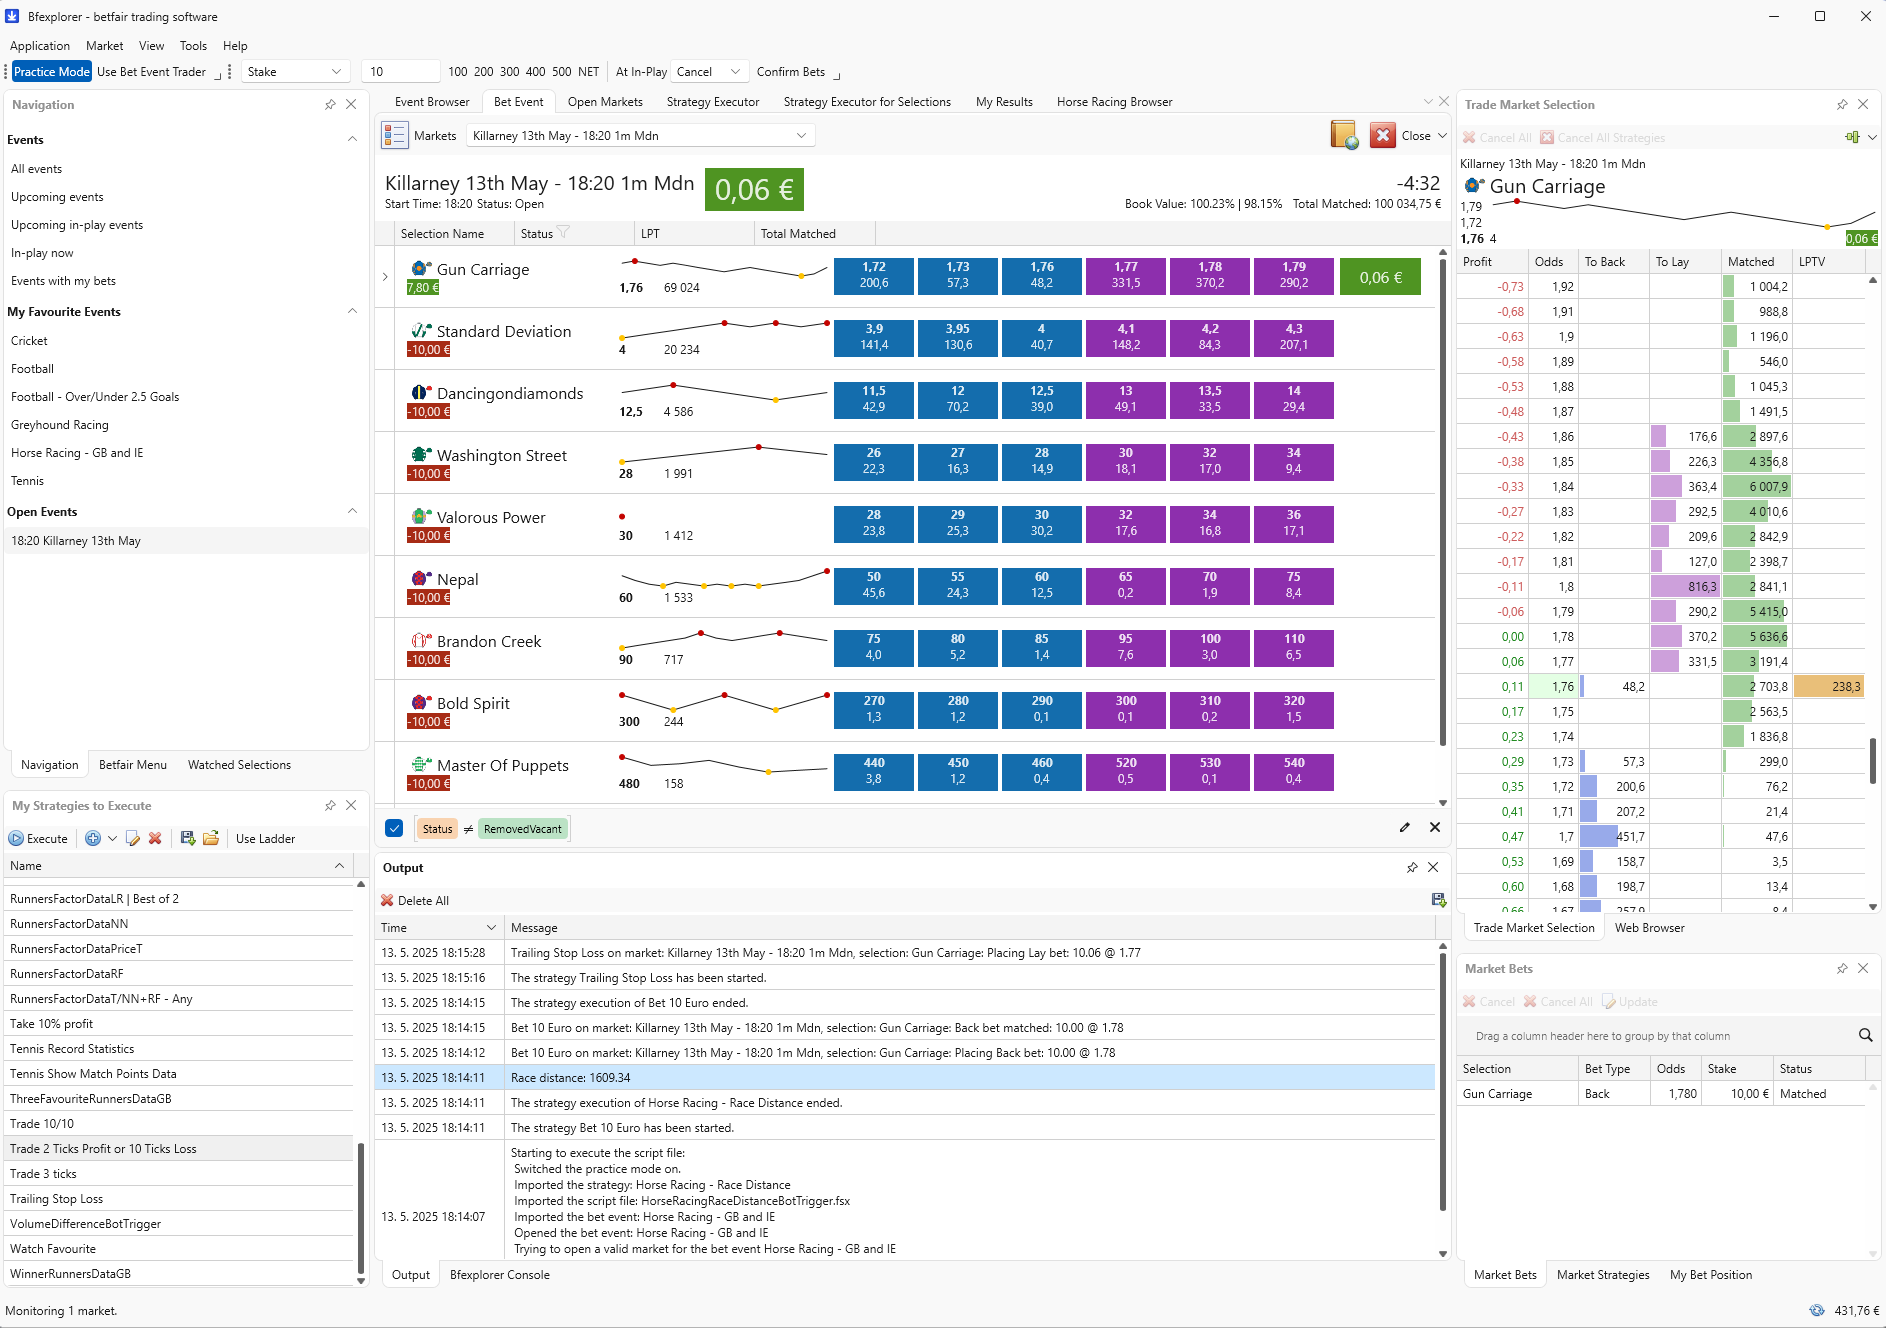 Bfexplorer - betfair trading software
Application Market View Tools Help
Practice Mode Use Bet Event Trader Stake 10 100 200 300 400 500 NET At In-Play Cancel Confirm Bets
Navigation
Events
All events
Upcoming events
Upcoming in-play events
In-play now
Events with my bets
My Favourite Events
Cricket
Football
Football - Over/Under 2.5 Goals
Greyhound Racing
Horse Racing - GB and IE
Tennis
Open Events
18:20 Killarney 13th May
Navigation Betfair Menu Watched Selections
My Strategies to Execute
Execute Use Ladder
Name
RunnersFactorDataLR | Best of 2
RunnersFactorDataNN
RunnersFactorDataPriceT
RunnersFactorDataRF
RunnersFactorDataT/NN+RF - Any
Take 10% profit
Tennis Record Statistics
Tennis Show Match Points Data
ThreeFavouriteRunnersDataGB
Trade 10/10
Trade 2 Ticks Profit or 10 Ticks Loss
Trade 3 ticks
Trailing Stop Loss
VolumeDifferenceBotTrigger
Watch Favourite
WinnerRunnersDataGB
Monitoring 1 market.
Event Browser Bet Event Open Markets Strategy Executor Strategy Executor for Selections My Results Horse Racing Browser
Markets Killarney 13th May - 18:20 1m Mdn Close
Killarney 13th May - 18:20 1m Mdn 0,06 € -4:32
Start Time: 18:20 Status: Open Book Value: 100.23% | 98.15% Total Matched: 100 034,75 €
Selection Name Status LPT Total Matched
Gun Carriage 1,72 1,73 1,76 1,77 1,78 1,79 0,06 €
7,80 € 1,76 69 024 200,6 57,3 48,2 331,5 370,2 290,2
Standard Deviation 3,9 3,95 4 4,1 4,2 4,3
-10,00 € 4 20 234 141,4 130,6 40,7 148,2 84,3 207,1
Dancingondiamonds 11,5 12 12,5 13 13,5 14
-10,00 € 12,5 4 586 42,9 70,2 39,0 49,1 33,5 29,4
Washington Street 26 27 28 30 32 34
-10,00 € 28 1 991 22,3 16,3 14,9 18,1 17,0 9,4
Valorous Power 28 29 30 32 34 36
-10,00 € 30 1 412 23,8 25,3 30,2 17,6 16,8 17,1
Nepal 50 55 60 65 70 75
-10,00 € 60 1 533 45,6 24,3 12,5 0,2 1,9 8,4
Brandon Creek 75 80 85 95 100 110
-10,00 € 90 717 4,0 5,2 1,4 7,6 3,0 6,5
Bold Spirit 270 280 290 300 310 320
-10,00 € 300 244 1,3 1,2 0,1 0,1 0,2 1,5
Master Of Puppets 440 450 460 520 530 540
-10,00 € 480 158 3,8 1,2 0,4 0,5 0,1 0,4
Status ≠ RemovedVacant
Output
Delete All
Time Message
13. 5. 2025 18:15:28 Trailing Stop Loss on market: Killarney 13th May - 18:20 1m Mdn, selection: Gun Carriage: Placing Lay bet: 10.06 @ 1.77
13. 5. 2025 18:15:16 The strategy Trailing Stop Loss has been started.
13. 5. 2025 18:14:15 The strategy execution of Bet 10 Euro ended.
13. 5. 2025 18:14:15 Bet 10 Euro on market: Killarney 13th May - 18:20 1m Mdn, selection: Gun Carriage: Back bet matched: 10.00 @ 1.78
13. 5. 2025 18:14:12 Bet 10 Euro on market: Killarney 13th May - 18:20 1m Mdn, selection: Gun Carriage: Placing Back bet: 10.00 @ 1.78
13. 5. 2025 18:14:11 Race distance: 1609.34
13. 5. 2025 18:14:11 The strategy execution of Horse Racing - Race Distance ended.
13. 5. 2025 18:14:11 The strategy Bet 10 Euro has been started.
Starting to execute the script file:
Switched the practice mode on.
Imported the strategy: Horse Racing - Race Distance
Imported the script file: HorseRacingRaceDistanceBotTrigger.fsx
13. 5. 2025 18:14:07 Imported the bet event: Horse Racing - GB and IE
Opened the bet event: Horse Racing - GB and IE
Trying to open a valid market for the bet event Horse Racing - GB and IE
Output Bfexplorer Console
Trade Market Selection
Cancel All Cancel All Strategies
Killarney 13th May - 18:20 1m Mdn
Gun Carriage
1,79
1,72
1,76 4 0,06 €
Profit Odds To Back To Lay Matched LPTV
-0,73 1,92 1 004,2
-0,68 1,91 988,8
-0,63 1,9 1 196,0
-0,58 1,89 546,0
-0,53 1,88 1 045,3
-0,48 1,87 1 491,5
-0,43 1,86 176,6 2 897,6
-0,38 1,85 226,3 4 356,8
-0,33 1,84 363,4 6 007,9
-0,27 1,83 292,5 4 010,6
-0,22 1,82 209,6 2 842,9
-0,17 1,81 127,0 2 398,7
-0,11 1,8 816,3 2 841,1
-0,06 1,79 290,2 5 415,0
0,00 1,78 370,2 5 636,6
0,06 1,77 331,5 3 191,4
0,11 1,76 48,2 2 703,8 238,3
0,17 1,75 2 563,5
0,23 1,74 1 836,8
0,29 1,73 57,3 299,0
0,35 1,72 200,6 76,2
0,41 1,71 207,2 21,4
0,47 1,7 451,7 47,6
0,53 1,69 158,7 3,5
0,60 1,68 198,7 13,4
0,66 1,67 257,9 8,4
Trade Market Selection Web Browser
Market Bets
Cancel Cancel All Update
Drag a column header here to group by that column
Selection Bet Type Odds Stake Status
Gun Carriage Back 1,780 10,00 € Matched
Market Bets Market Strategies My Bet Position
431,76 €